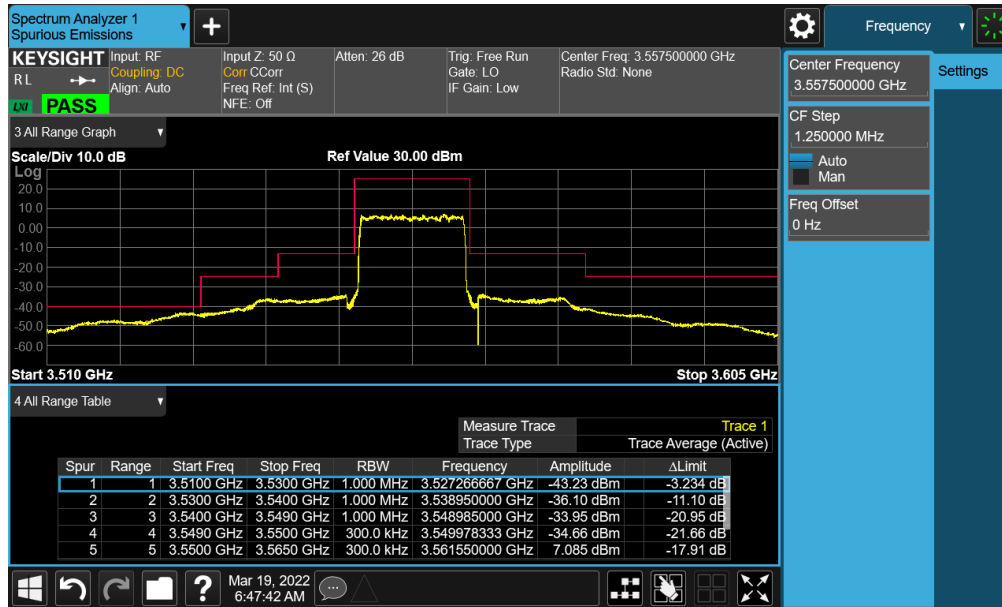 Spectrum Analyzer 1
Spurious Emissions
Frequency
KEYSIGHT Input: RF Input Z: 50 Ω Atten: 26 dB Trig: Free Run Center Freq: 3.557500000 GHz
R L Coupling: DC Corr CCorr Gate: LO Radio Std: None
Align: Auto Freq Ref: Int (S) IF Gain: Low
LXI PASS NFE: Off
Center Frequency
3.557500000 GHz
Settings
CF Step
1.250000 MHz
Auto
Man
Freq Offset
0 Hz
3 All Range Graph
Scale/Div 10.0 dB Ref Value 30.00 dBm
Log
20.0
10.0
0.00
-10.0
-20.0
-30.0
-40.0
-50.0
-60.0
Start 3.510 GHz Stop 3.605 GHz
4 All Range Table
Measure Trace Trace 1
Trace Type Trace Average (Active)
Spur Range Start Freq Stop Freq RBW Frequency Amplitude ΔLimit
1 1 3.5100 GHz 3.5300 GHz 1.000 MHz 3.527266667 GHz -43.23 dBm -3.234 dB
2 2 3.5300 GHz 3.5400 GHz 1.000 MHz 3.538950000 GHz -36.10 dBm -11.10 dB
3 3 3.5400 GHz 3.5490 GHz 1.000 MHz 3.548985000 GHz -33.95 dBm -20.95 dB
4 4 3.5490 GHz 3.5500 GHz 300.0 kHz 3.549978333 GHz -34.66 dBm -21.66 dB
5 5 3.5500 GHz 3.5650 GHz 300.0 kHz 3.561550000 GHz 7.085 dBm -17.91 dB
? Mar 19, 2022
6:47:42 AM